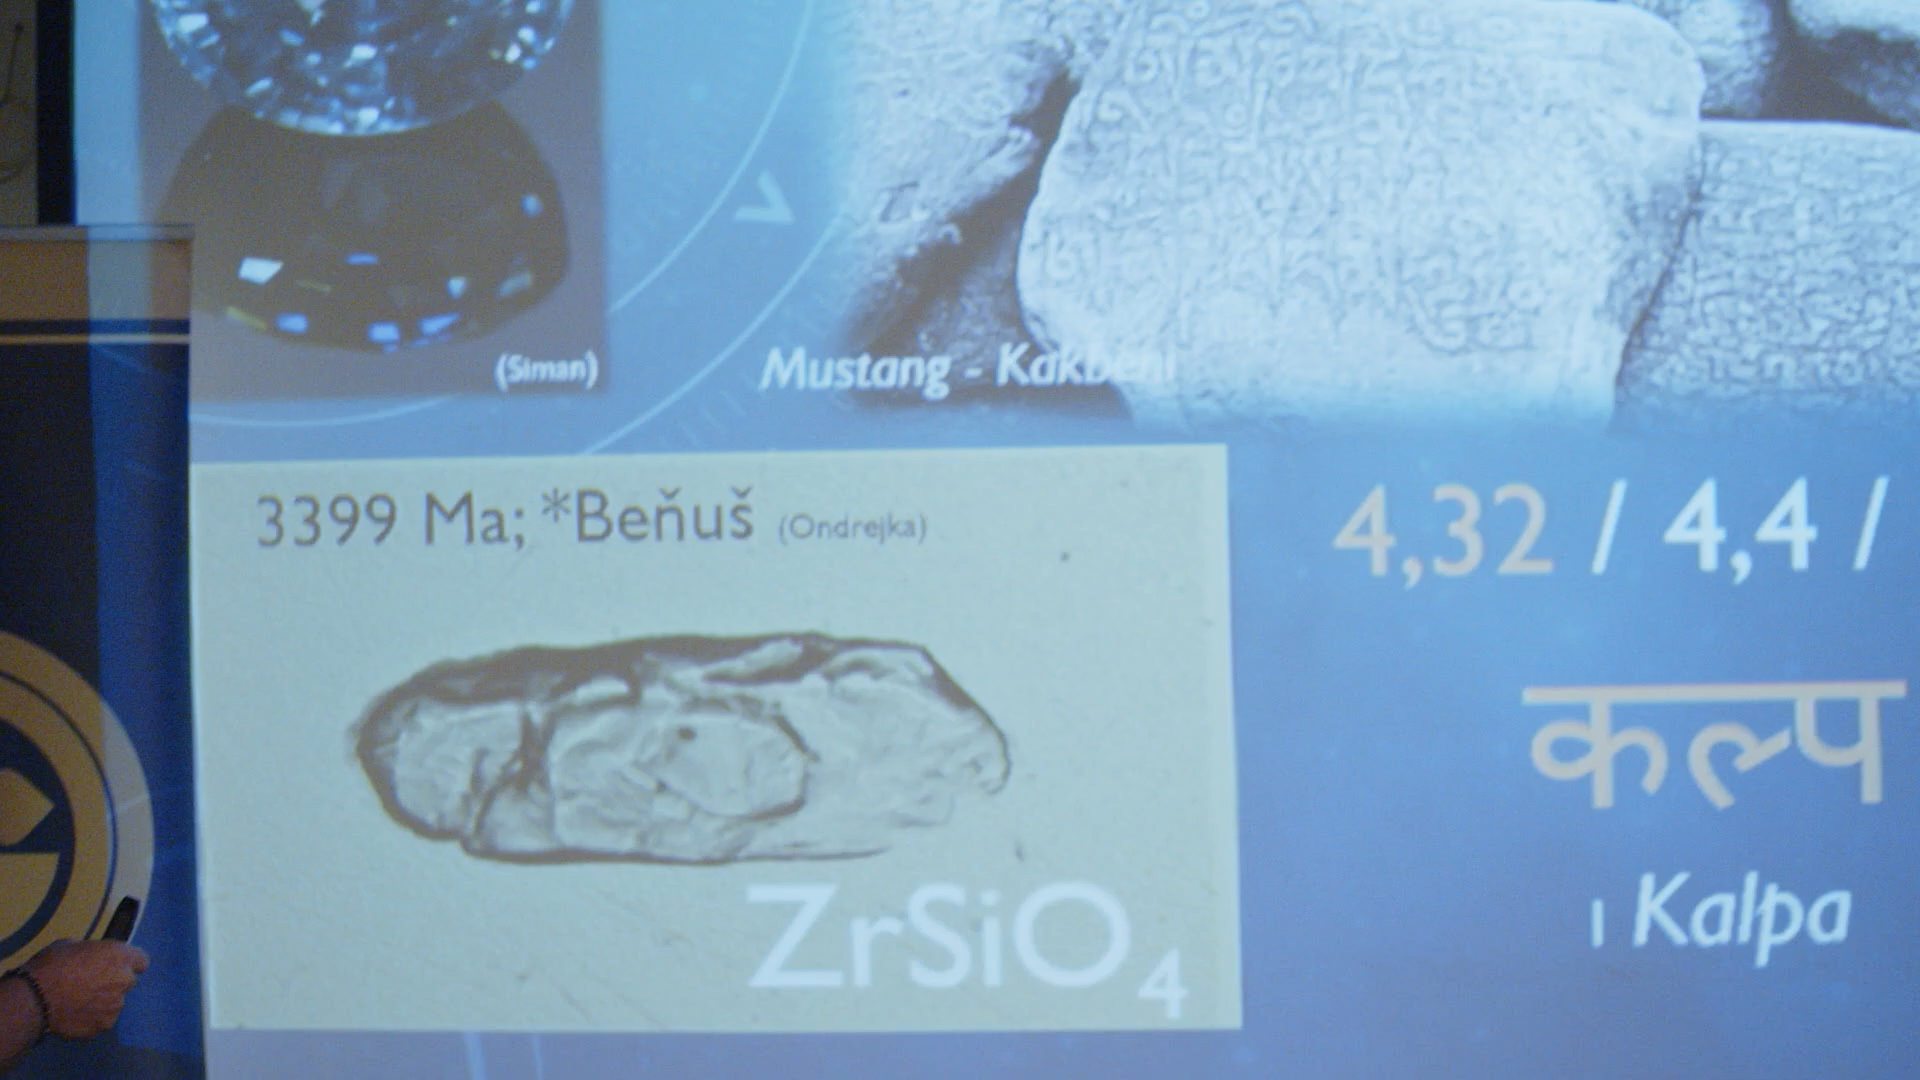 (Siman)
Mustang - Kakbeni
3399 Ma; *Beňuš (Ondrejka)
4,32 / 4,4 /
कल्प
1 Kalpa
ZrSiO4